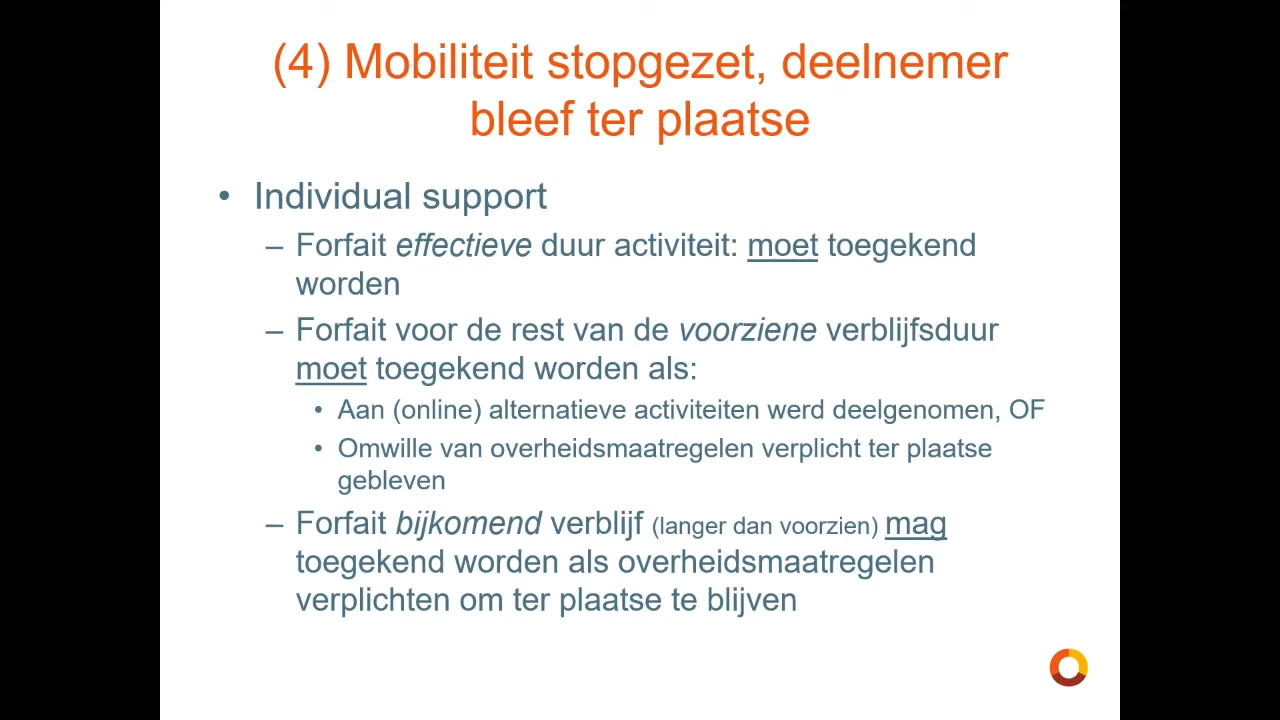 (4) Mobiliteit stopgezet, deelnemer
bleef ter plaatse
• Individual support
– Forfait effectieve duur activiteit: moet toegekend
worden
– Forfait voor de rest van de voorziene verblijfsduur
moet toegekend worden als:
• Aan (online) alternatieve activiteiten werd deelgenomen, OF
• Omwille van overheidsmaatregelen verplicht ter plaatse
gebleven
– Forfait bijkomend verblijf (langer dan voorzien) mag
toegekend worden als overheidsmaatregelen
verplichten om ter plaatse te blijven